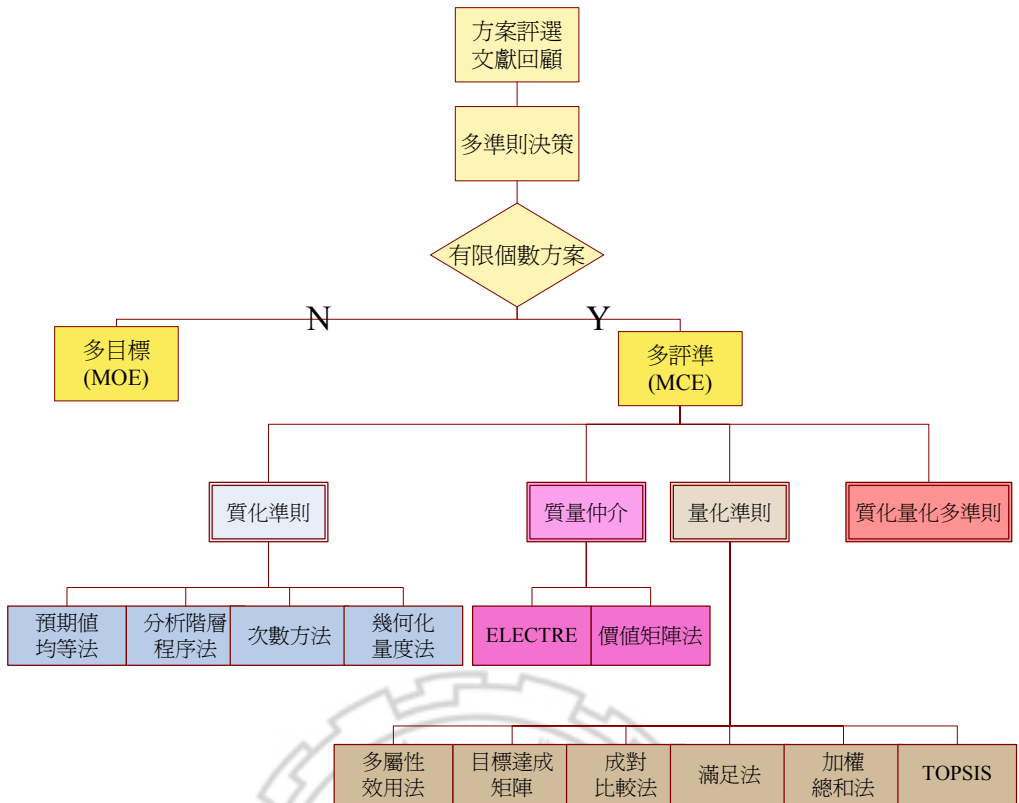 方案評選
文獻回顧
多準則決策
有限個數方案
N
Y
多目標
(MOE)
多評準
(MCE)
質化準則
質量仲介
量化準則
質化量化多準則
預期值
均等法
分析階層
程序法
次數方法
幾何化
量度法
ELECTRE
價值矩陣法
多屬性
效用法
目標達成
矩陣
成對
比較法
滿足法
加權
總和法
TOPSIS